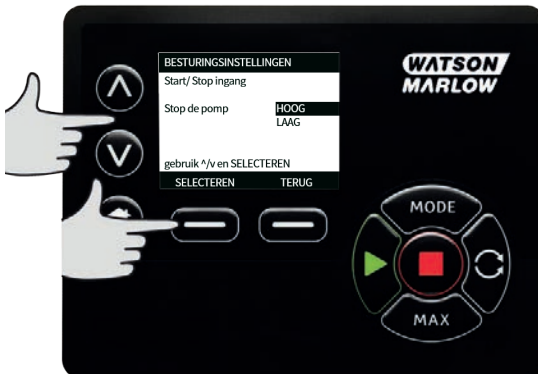 BESTURINGSINSTELLINGEN
Start/ Stop ingang
Stop de pomp HOOG
LAAG
gebruik ^/v en SELECTEREN
SELECTEREN TERUG
WATSON
MARLOW
MODE
MAX